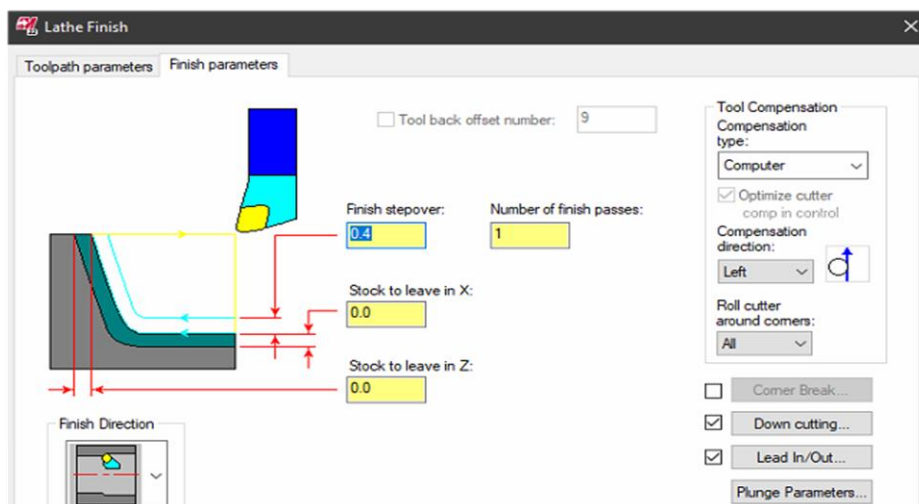 Lathe Finish
Toolpath parameters
Finish parameters
Tool back offset number:
9
Finish stepover:
Number of finish passes:
0.4
1
Stock to leave in X:
0.0
Stock to leave in Z:
0.0
Finish Direction
Tool Compensation
Compensation
type:
Computer
Optimize cutter
comp in control
Compensation
direction:
Left
Roll cutter
around corners:
All
Corner Break...
Down cutting...
Lead In/Out...
Plunge Parameters...